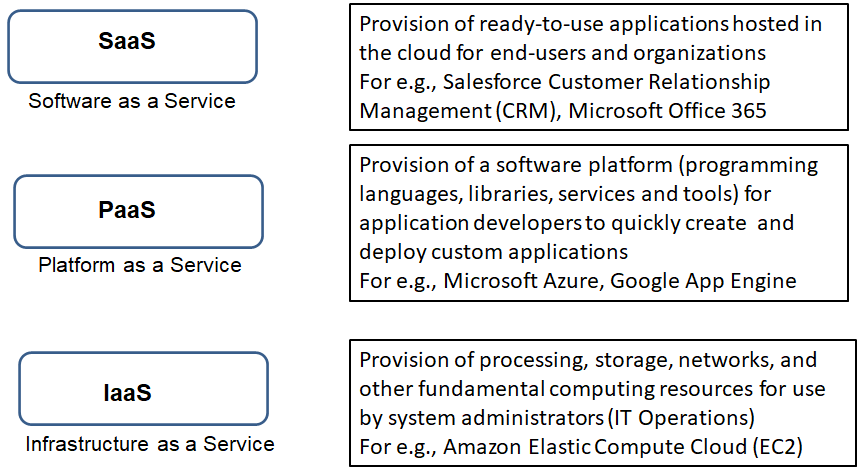 SaaS
Software as a Service
Provision of ready-to-use applications hosted in
the cloud for end-users and organizations
For e.g., Salesforce Customer Relationship
Management (CRM), Microsoft Office 365
PaaS
Platform as a Service
Provision of a software platform (programming
languages, libraries, services and tools) for
application developers to quickly create and
deploy custom applications
For e.g., Microsoft Azure, Google App Engine
IaaS
Infrastructure as a Service
Provision of processing, storage, networks, and
other fundamental computing resources for use
by system administrators (IT Operations)
For e.g., Amazon Elastic Compute Cloud (EC2)